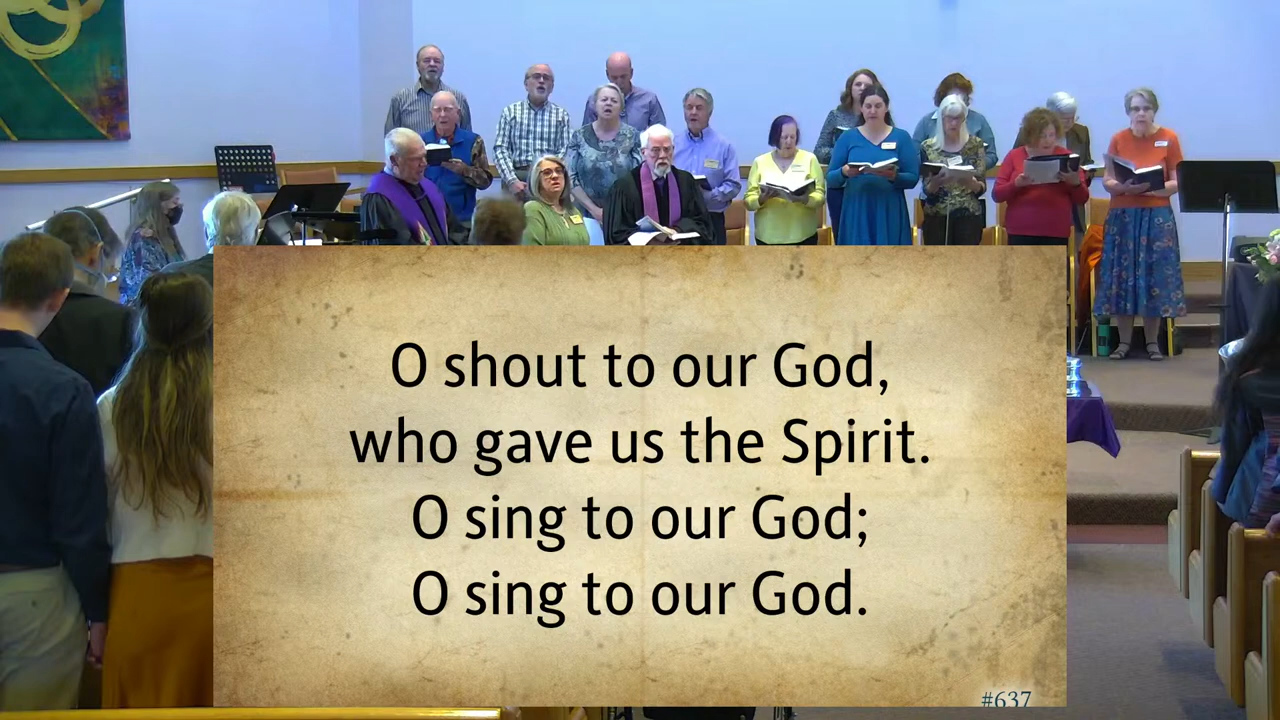 O shout to our God,
who gave us the Spirit.
O sing to our God;
O sing to our God.
#637